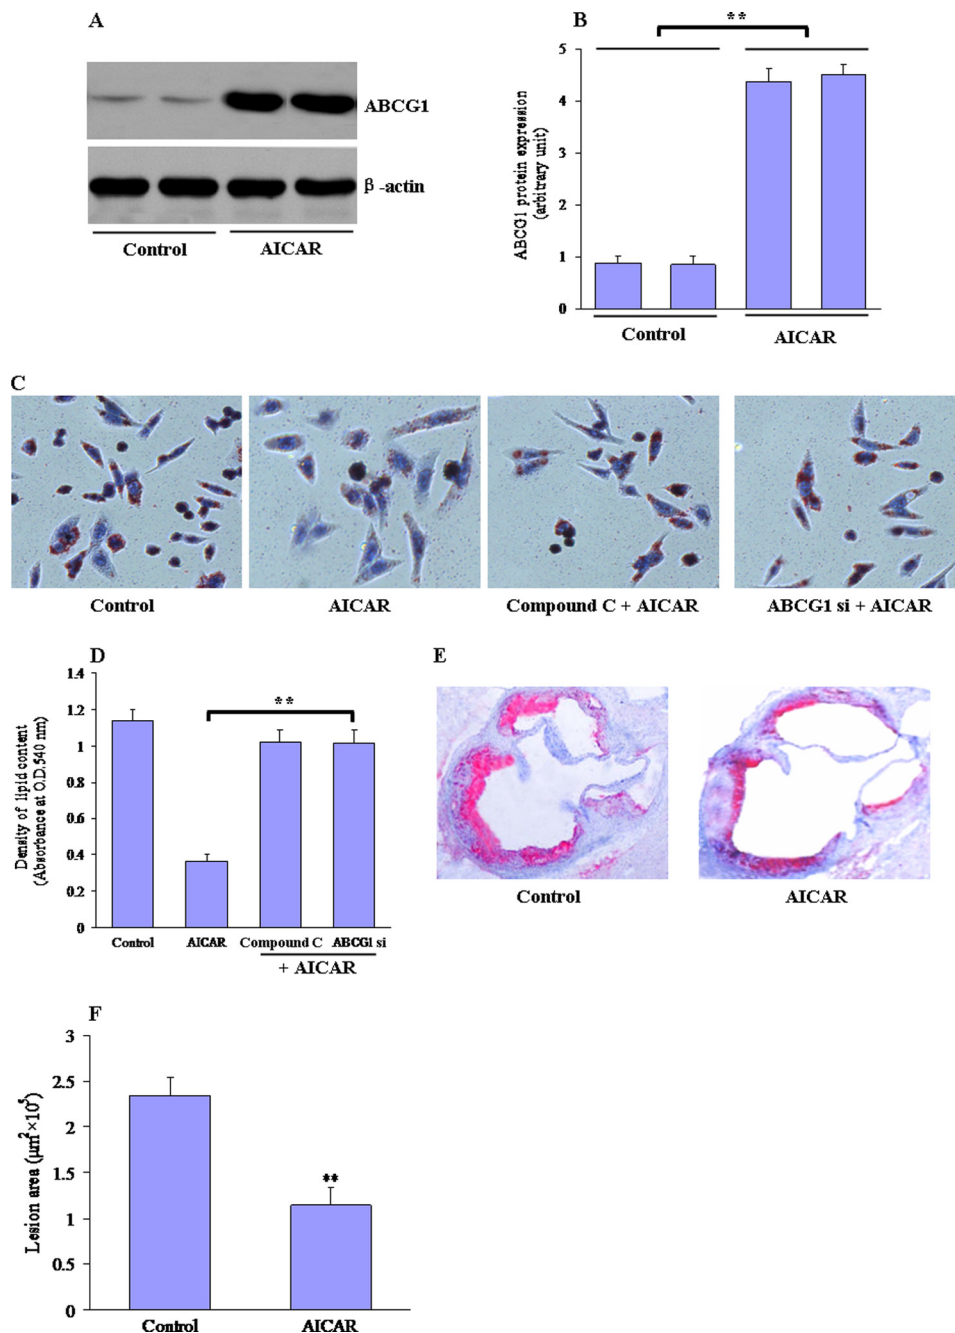 A
ABCG1
β-actin
Control AICAR
B
**
ABCG1 protein expression
(arbitrary unit)
5
4
3
2
1
0
Control AICAR
C
Control AICAR Compound C + AICAR ABCG1 si + AICAR
D
**
Density of lipid content
(Absorbance at O.D.540 nm)
1.4
1.2
1
0.8
0.6
0.4
0.2
0
Control AICAR Compound C ABCG1 si
+ AICAR
E
Control AICAR
F
Lesion area (μm²×10⁵)
3
2.5
2
1.5
1
0.5
0
**
Control AICAR